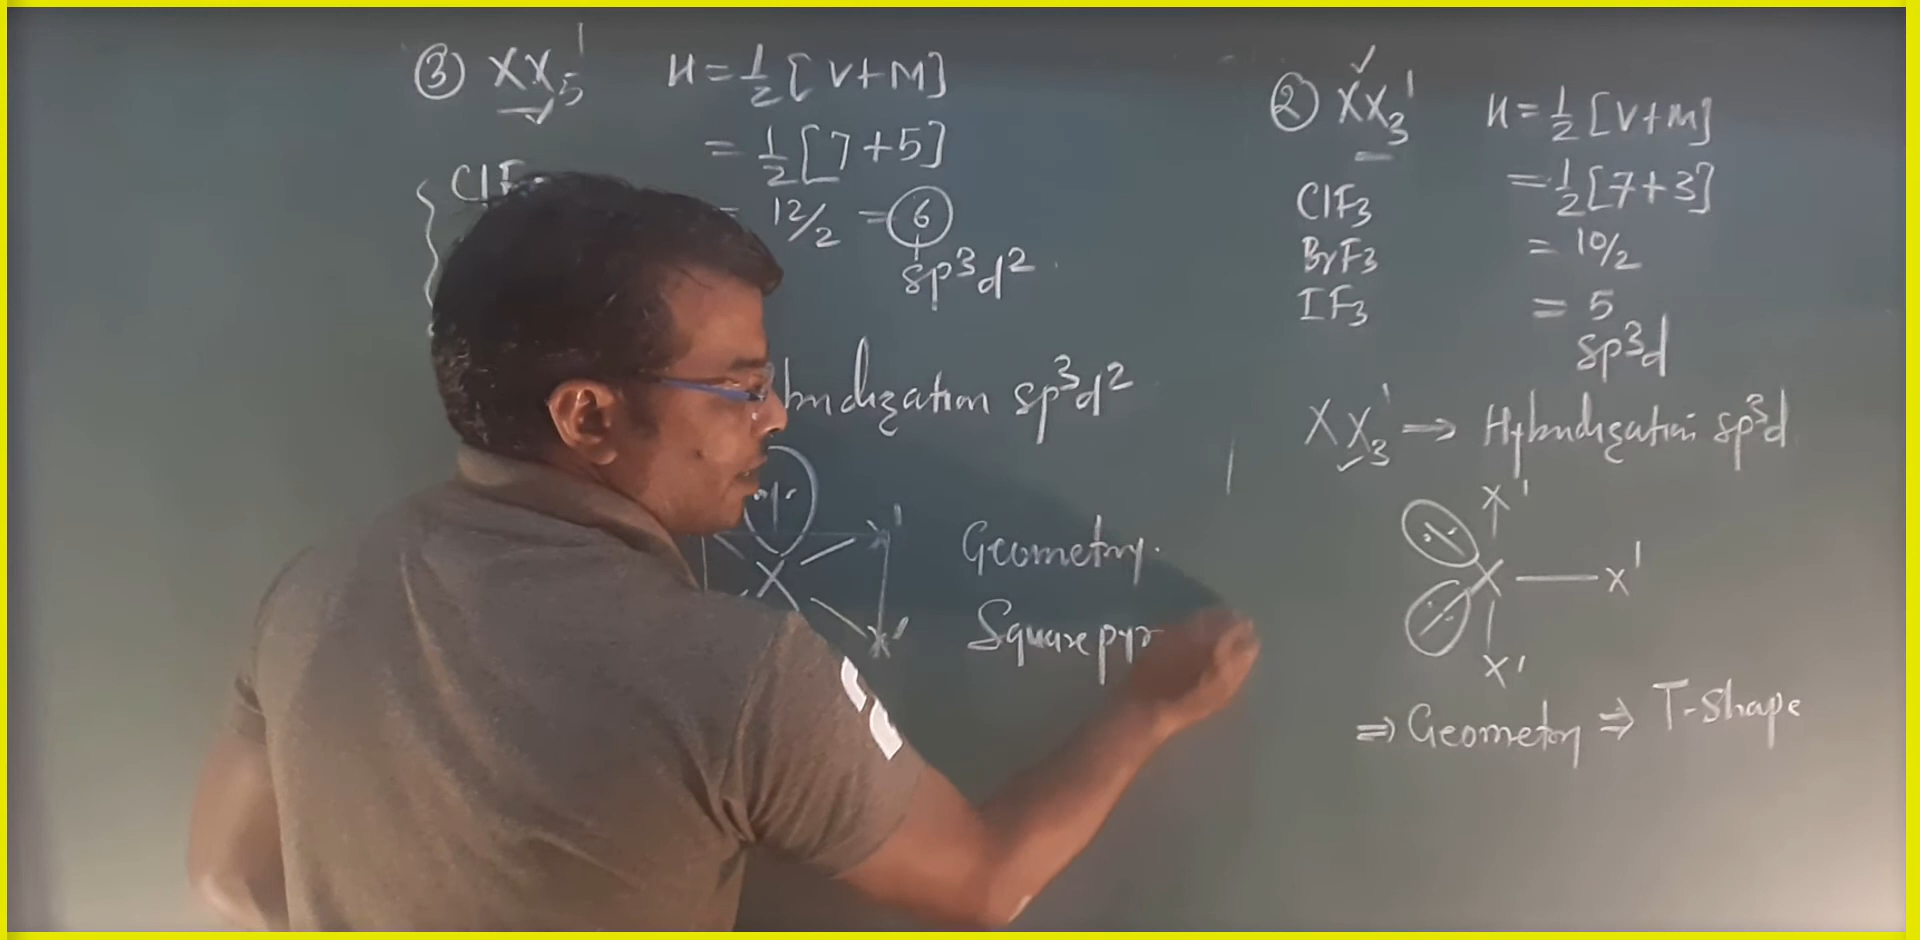 ③ XX₅'
H = 1/2 [V+M]
= 1/2 [7+5]
ClF
= 12/2 = 6
sp³d²
sp³d²
X'
X
X'
Geometry
Square pyr
② XX₃'
H = 1/2 [V+M]
= 1/2 [7+3]
ClF₃
BrF₃
= 10/2
IF₃
= 5
sp³d
XX₃' → Hybridization sp³d
X'
X — X'
X'
⇒ Geometry ⇒ T-Shape